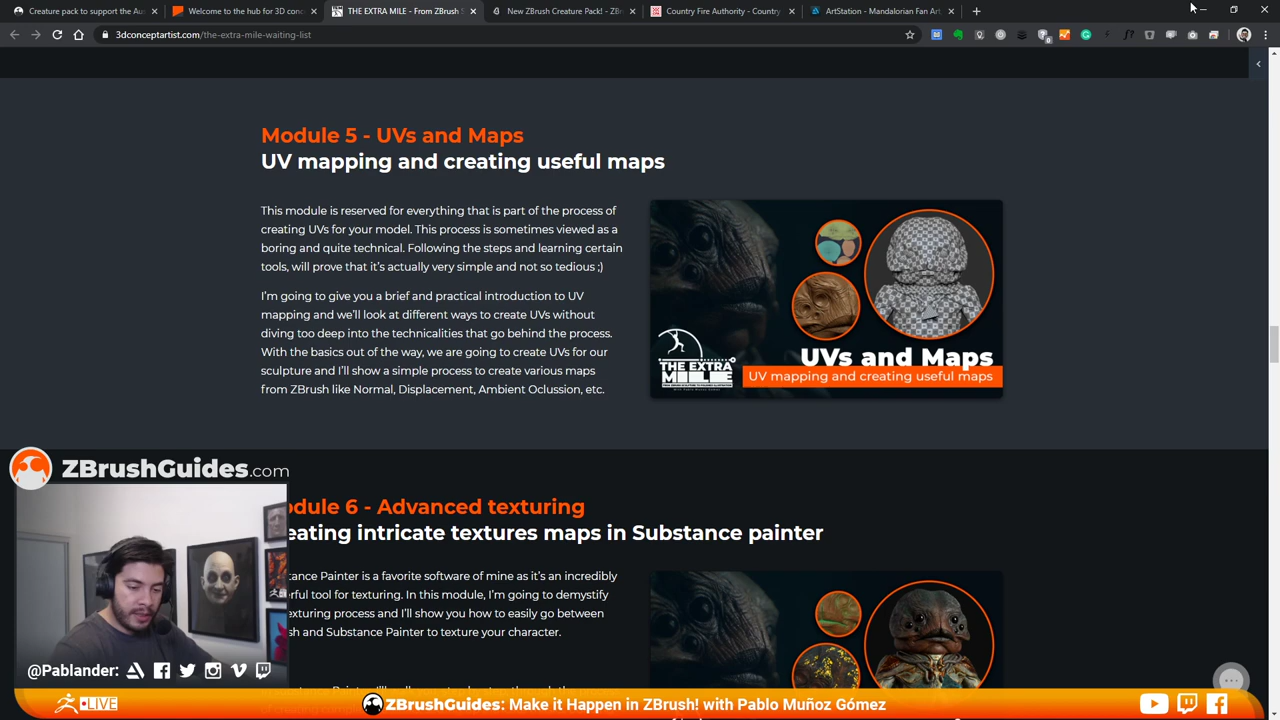 Creature pack to support the Au
Welcome to the hub for 3D conc
THE EXTRA MILE - From ZBrush S
New ZBrush Creature Pack! - ZBr
Country Fire Authority - Country
ArtStation - Mandalorian Fan Art
3dconceptartist.com/the-extra-mile-waiting-list
Module 5 - UVs and Maps
UV mapping and creating useful maps
This module is reserved for everything that is part of the process of
creating UVs for your model. This process is sometimes viewed as a
boring and quite technical. Following the steps and learning certain
tools, will prove that it's actually very simple and not so tedious ;)
I'm going to give you a brief and practical introduction to UV
mapping and we'll look at different ways to create UVs without
diving too deep into the technicalities that go behind the process.
With the basics out of the way, we are going to create UVs for our
sculpture and I'll show a simple process to create various maps
from ZBrush like Normal, Displacement, Ambient Oclussion, etc.
THE EXTRA
MILE
UVs and Maps
UV mapping and creating useful maps
ZBrushGuides.com
odule 6 - Advanced texturing
eating intricate textures maps in Substance painter
tance Painter is a favorite software of mine as it's an incredibly
erful tool for texturing. In this module, I'm going to demystify
exturing process and I'll show you how to easily go between
sh and Substance Painter to texture your character.
@Pablander:
LIVE
ZBrushGuides: Make it Happen in ZBrush! with Pablo Muñoz Gómez